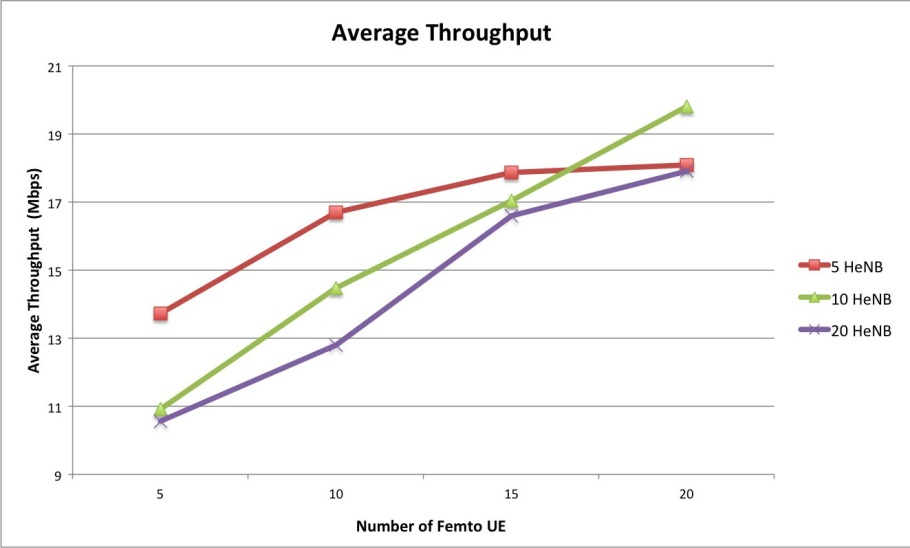 Average Throughput
21
19
17
15
13
11
9
Average Throughput (Mbps)
5 10 15 20
Number of Femto UE
5 HeNB
10 HeNB
20 HeNB